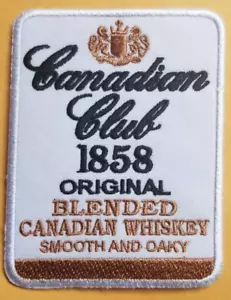 Canadian
Club
1858
ORIGINAL
BLENDED
CANADIAN WHISKEY
SMOOTH AND OAKY